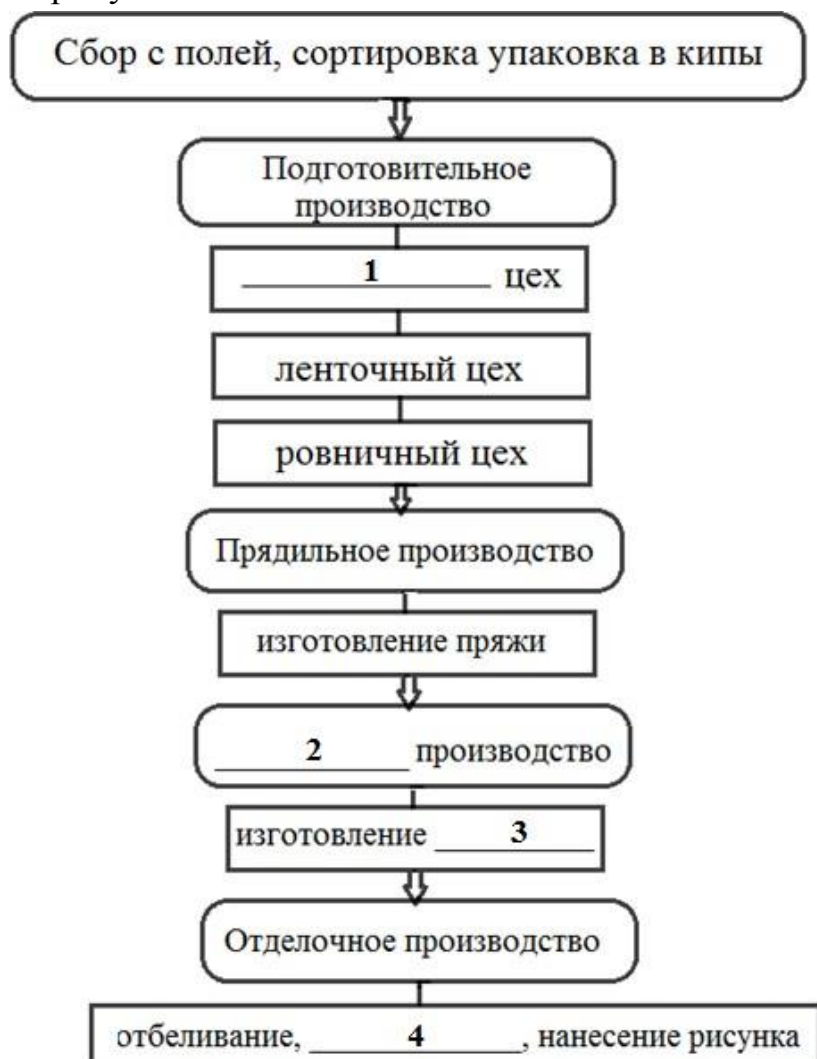 Сбор с полей, сортировка упаковка в кипы
Подготовительное
производство
1 цех
ленточный цех
ровничный цех
Прядильное производство
изготовление пряжи
2 производство
изготовление 3
Отделочное производство
отбеливание, 4, нанесение рисунка